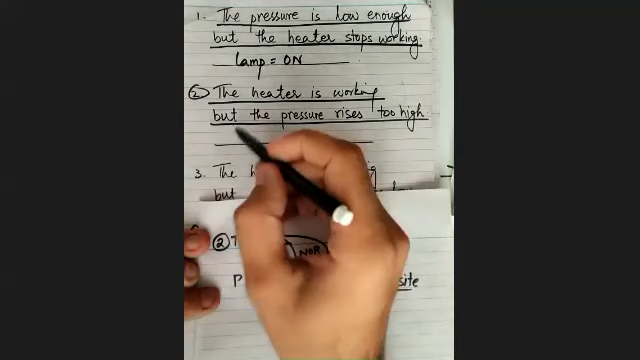 1. The pressure is low enough
but the heater stops working.
lamp = ON
② The heater is working
but the pressure rises too high
3. The
but
②
NOR
P
site